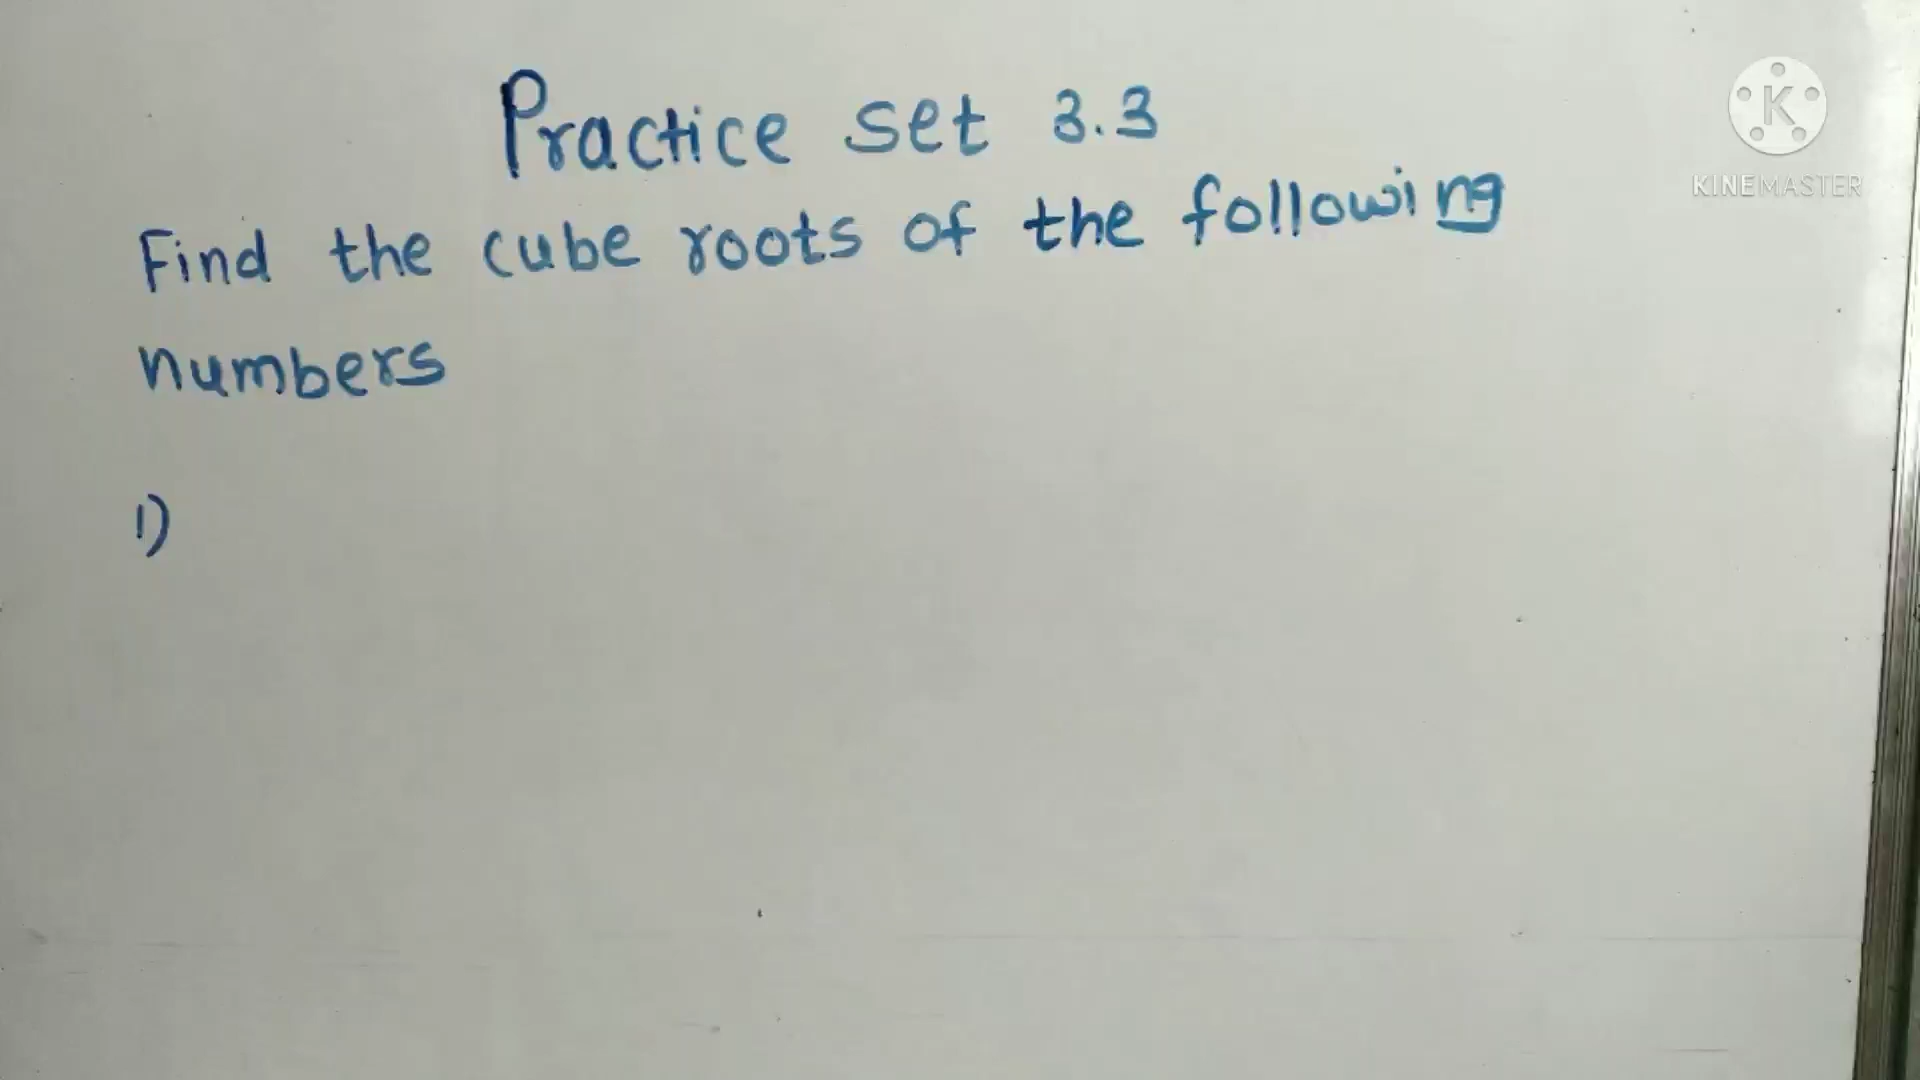 Practice set 3.3
K
KINEMASTER
Find the cube roots of the following
numbers
1)